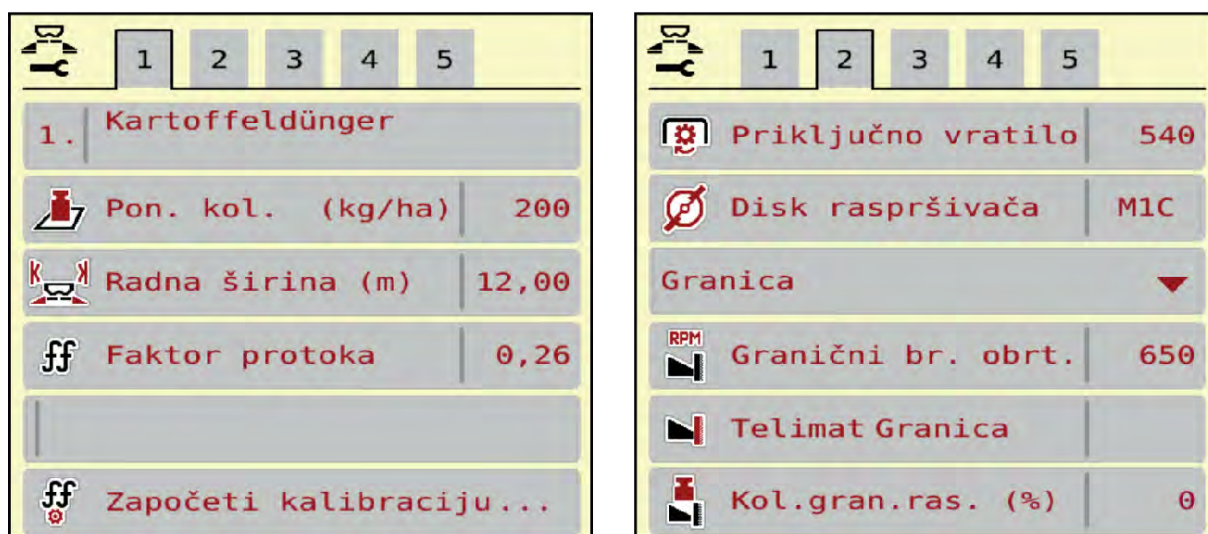 1 2 3 4 5
1. Kartoffeldünger
Pon. kol. (kg/ha) 200
K K Radna širina (m) 12,00
ff Faktor protoka 0,26
ff Započeti kalibraciju...
1 2 3 4 5
Priključno vratilo 540
Disk raspršivača M1C
Granica
RPM
Granični br. obrt. 650
Telimat Granica
Kol.gran.ras. (%) 0